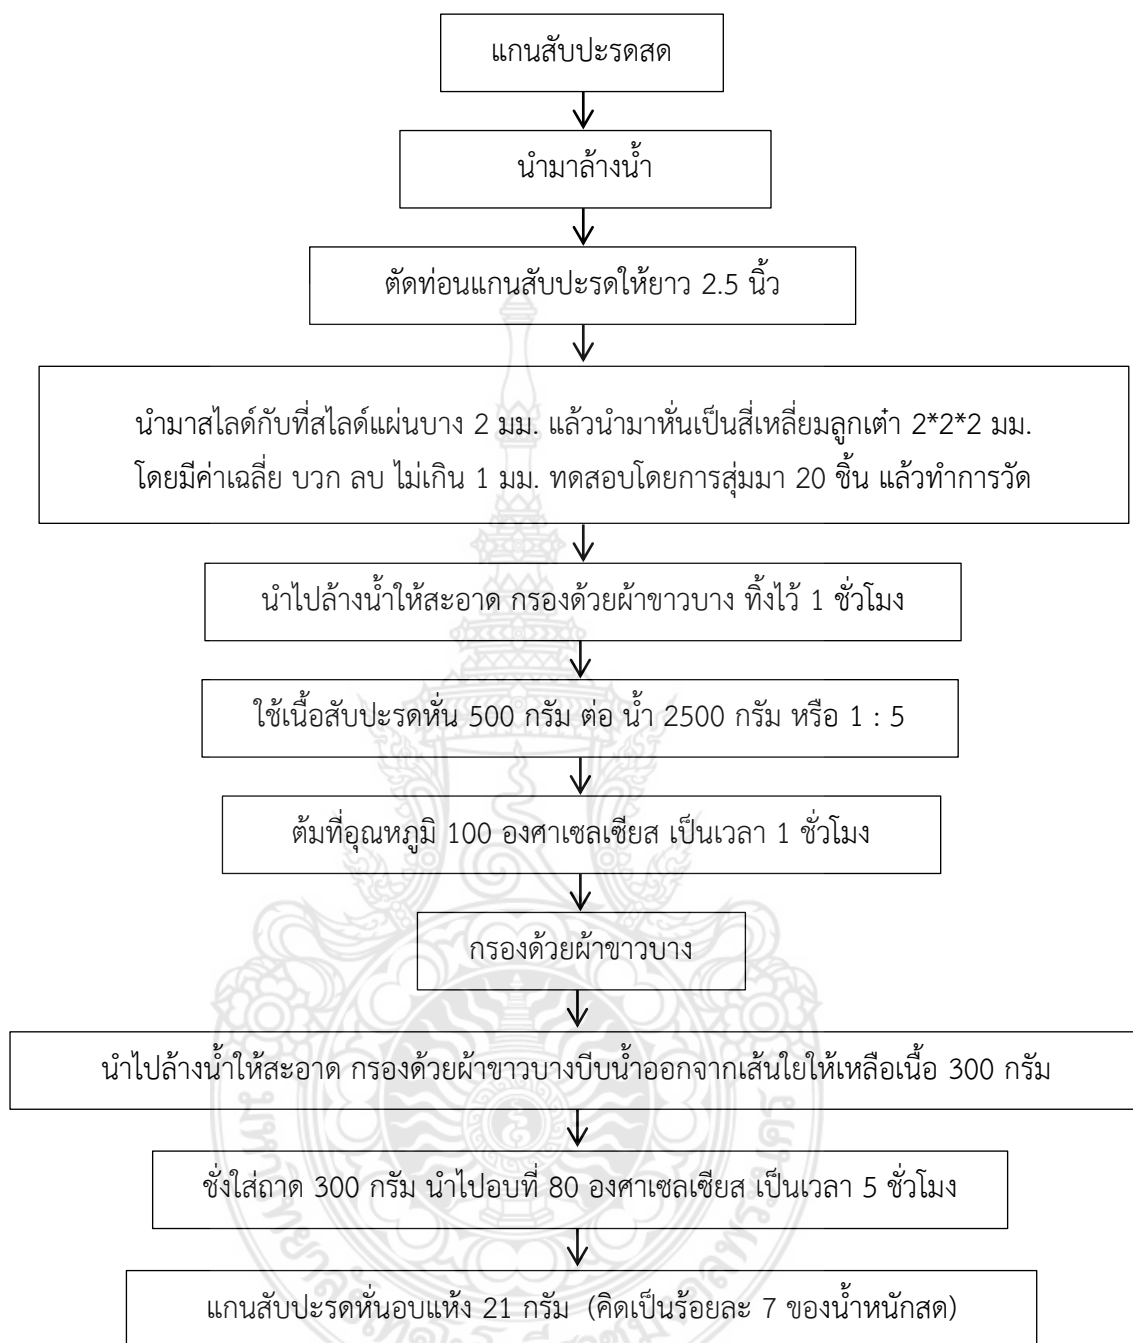 แกนสับปะรดสด
นำมาล้างน้ำ
ตัดท่อนแกนสับปะรดให้ยาว 2.5 นิ้ว
นำมาสไลด์กับที่สไลด์แผ่นบาง 2 มม. แล้วนำมาหั่นเป็นสี่เหลี่ยมลูกเต๋า 2*2*2 มม.
โดยมีค่าเฉลี่ย บวก ลบ ไม่เกิน 1 มม. ทดสอบโดยการสุ่มมา 20 ชิ้น แล้วทำการวัด
นำไปล้างน้ำให้สะอาด กรองด้วยผ้าขาวบาง ทิ้งไว้ 1 ชั่วโมง
ใช้เนื้อสับปะรดหั่น 500 กรัม ต่อ น้ำ 2500 กรัม หรือ 1 : 5
ต้มที่อุณหภูมิ 100 องศาเซลเซียส เป็นเวลา 1 ชั่วโมง
กรองด้วยผ้าขาวบาง
นำไปล้างน้ำให้สะอาด กรองด้วยผ้าขาวบางบีบน้ำออกจากเส้นใยให้เหลือเนื้อ 300 กรัม
ชั่งใส่ถาด 300 กรัม นำไปอบที่ 80 องศาเซลเซียส เป็นเวลา 5 ชั่วโมง
แกนสับปะรดหั่นอบแห้ง 21 กรัม (คิดเป็นร้อยละ 7 ของน้ำหนักสด)